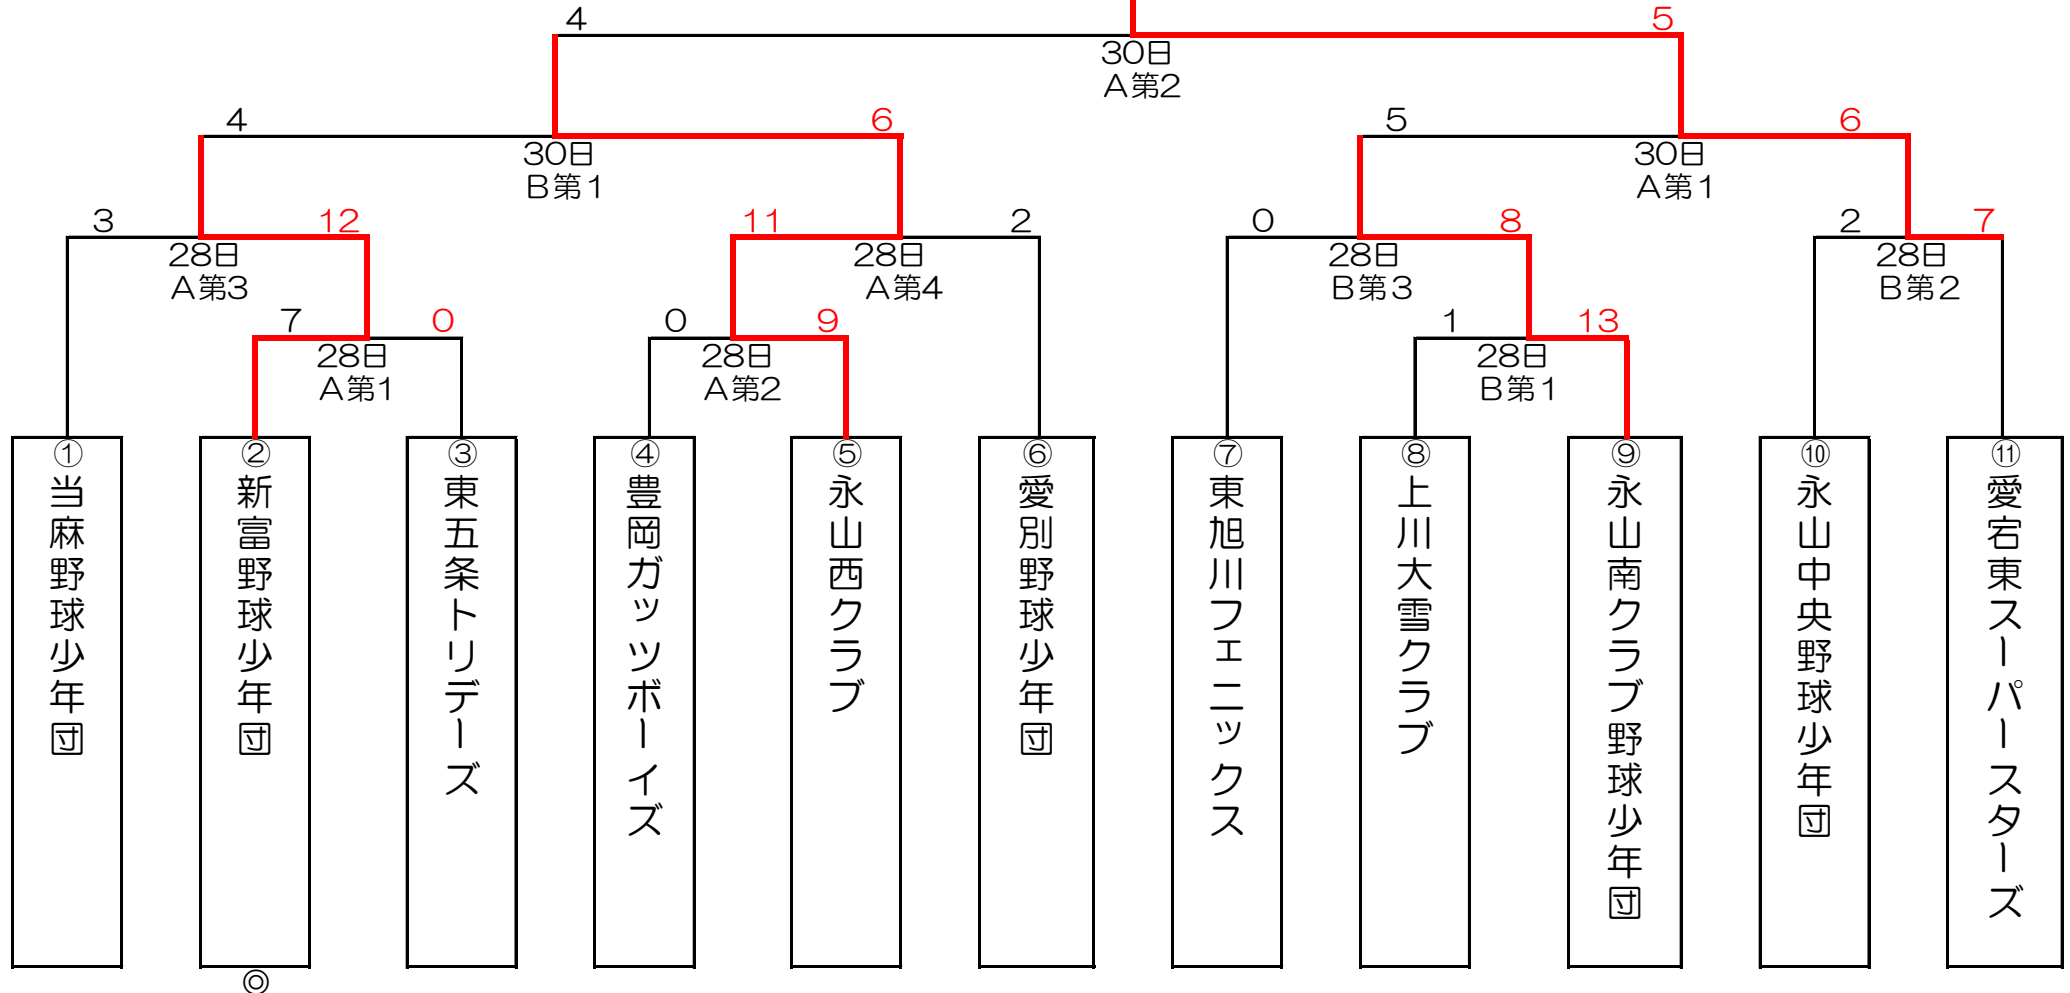 4
5
30日
A第2
4
6
5
6
30日
B第1
30日
A第1
3
12
11
2
0
8
2
7
28日
A第3
28日
A第4
28日
B第3
28日
B第2
7
0
0
9
1
13
28日
A第1
28日
A第2
28日
B第1
①当麻野球少年団
②新富野球少年団
③東五条トリデーズ
④豊岡ガッツボーイズ
⑤永山西クラブ
⑥愛別野球少年団
⑦東旭川フェニックス
⑧上川大雪クラブ
⑨永山南クラブ野球少年団
⑩永山中央野球少年団
⑪愛宕東スーパースターズ
◎